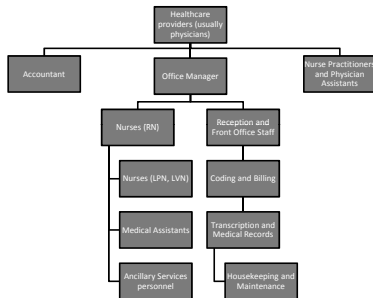 Healthcare
providers (usually
physicians)
Accountant
Office Manager
Nurse Practitioners
and Physician
Assistants
Nurses (RN)
Reception and
Front Office Staff
Nurses (LPN, LVN)
Coding and Billing
Medical Assistants
Transcription and
Medical Records
Ancillary Services
personnel
Housekeeping and
Maintenance